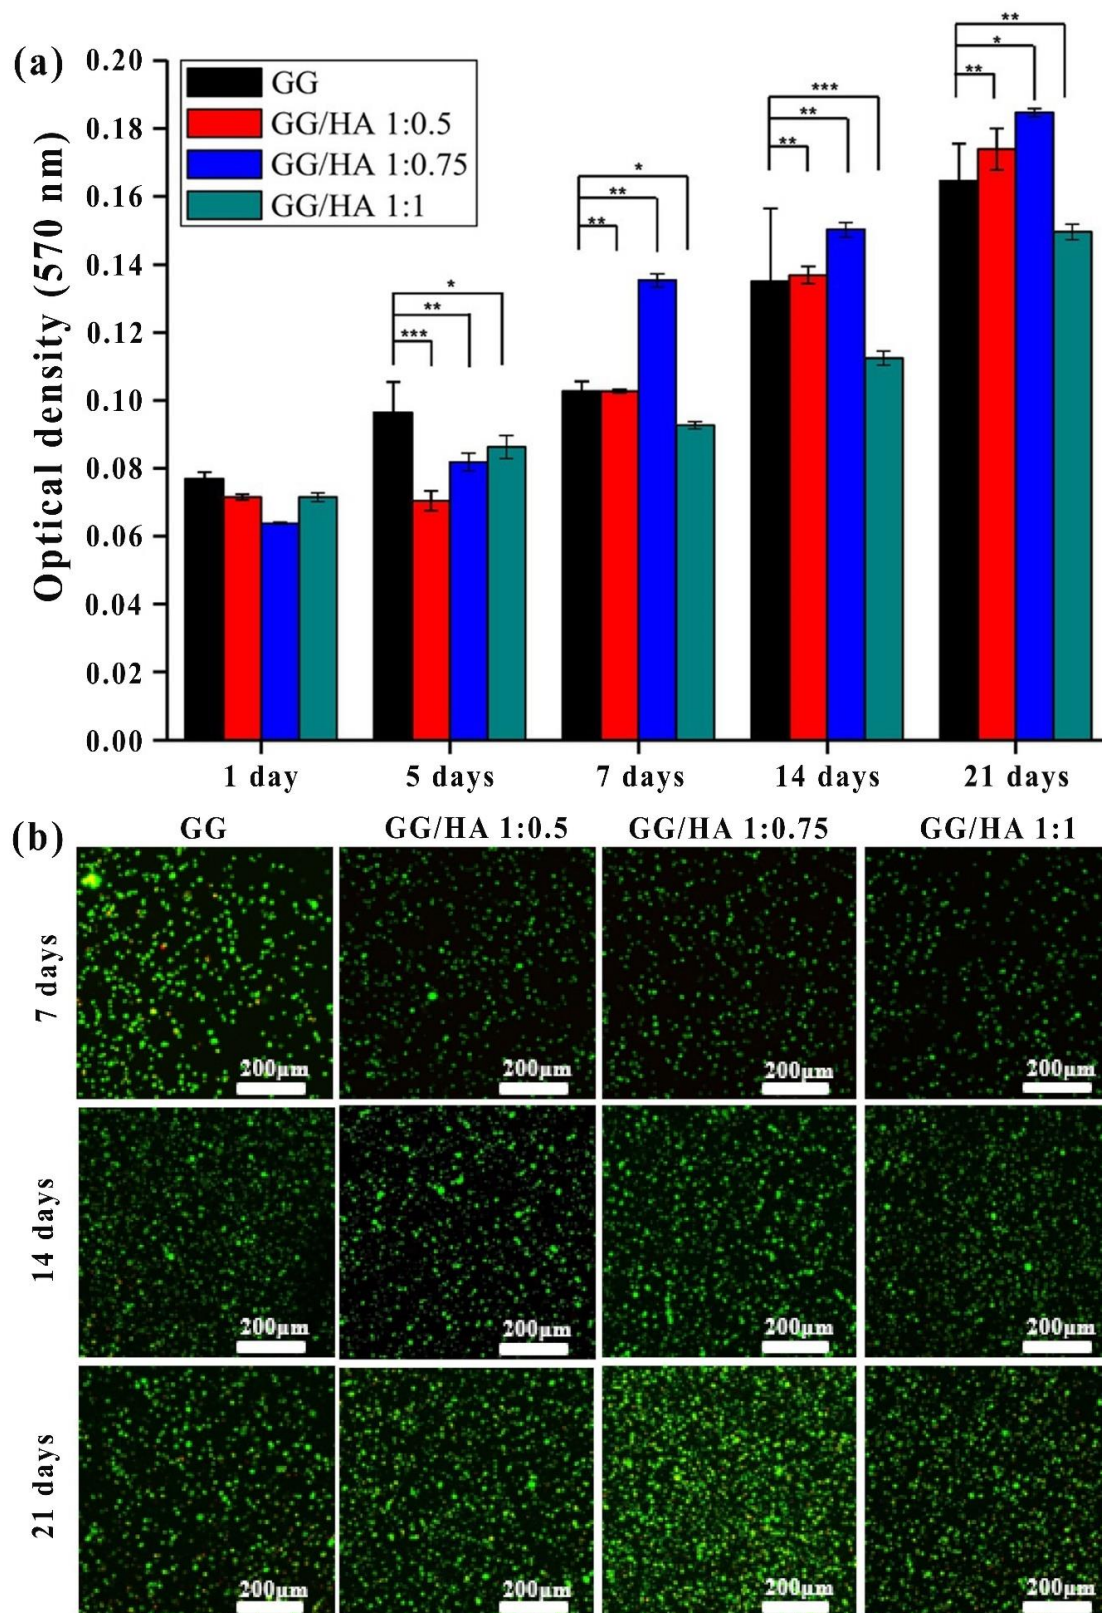 (a)
Optical density (570 nm)
0.20
0.18
0.16
0.14
0.12
0.10
0.08
0.06
0.04
0.02
0.00
GG
GG/HA 1:0.5
GG/HA 1:0.75
GG/HA 1:1
***
**
*
**
**
*
**
**
***
**
*
**
1 day
5 days
7 days
14 days
21 days
(b)
GG
GG/HA 1:0.5
GG/HA 1:0.75
GG/HA 1:1
7 days
200μm
200μm
200μm
200μm
14 days
200μm
200μm
200μm
200μm
21 days
200μm
200μm
200μm
200μm